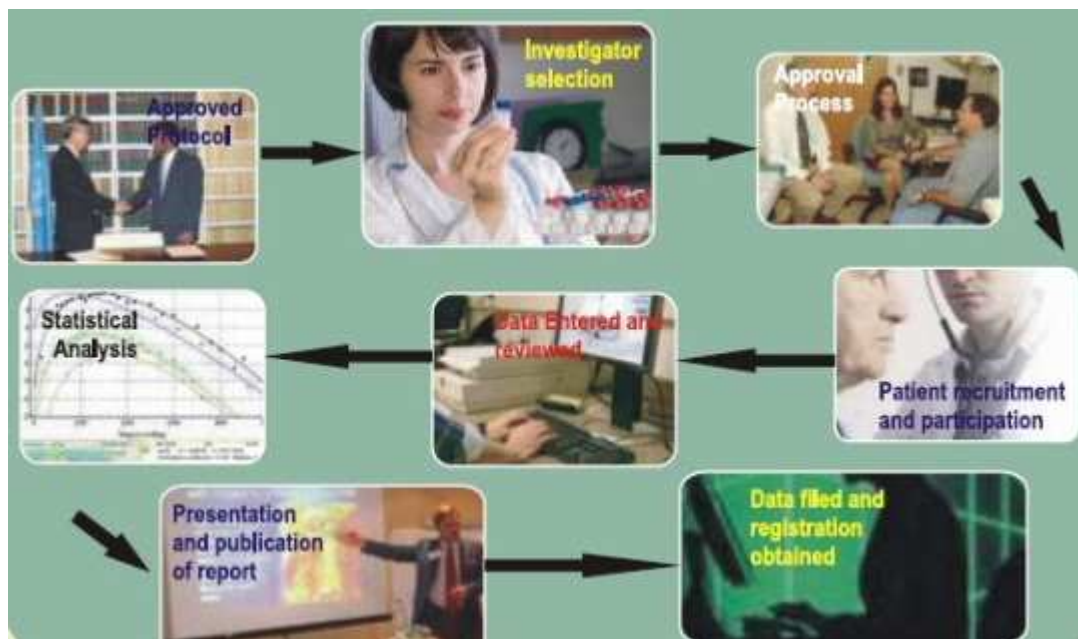 Approved
Protocol
Investigator
selection
Approval
Process
Patient recruitment
and participation
Data Entered and
reviewed
Statistical
Analysis
Presentation
and publication
of report
Data filed and
registration
obtained